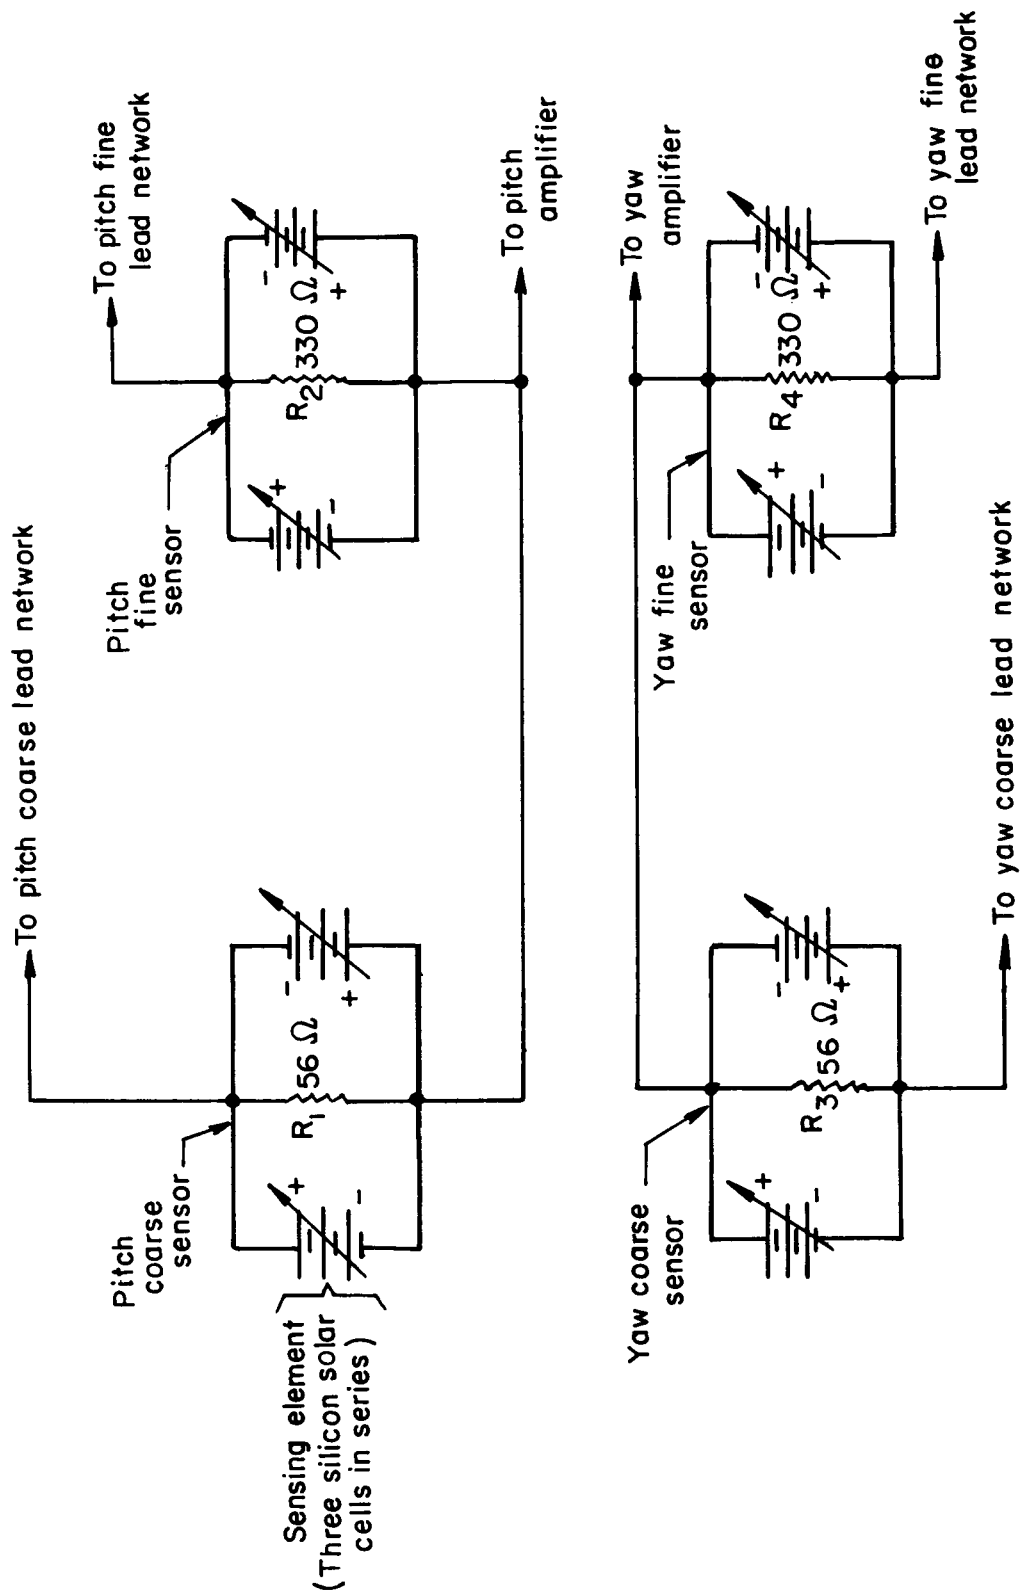 To pitch coarse lead network
To pitch fine
lead network
Pitch
coarse
sensor
Pitch
fine
sensor
Sensing element
(Three silicon solar
cells in series)
+
-
R1 56 Ω
-
+
+
-
R2 330 Ω
-
+
To pitch
amplifier
To yaw
amplifier
Yaw coarse
sensor
Yaw fine
sensor
+
-
R3 56 Ω
-
+
+
-
R4 330 Ω
-
+
To yaw fine
lead network
To yaw coarse lead network